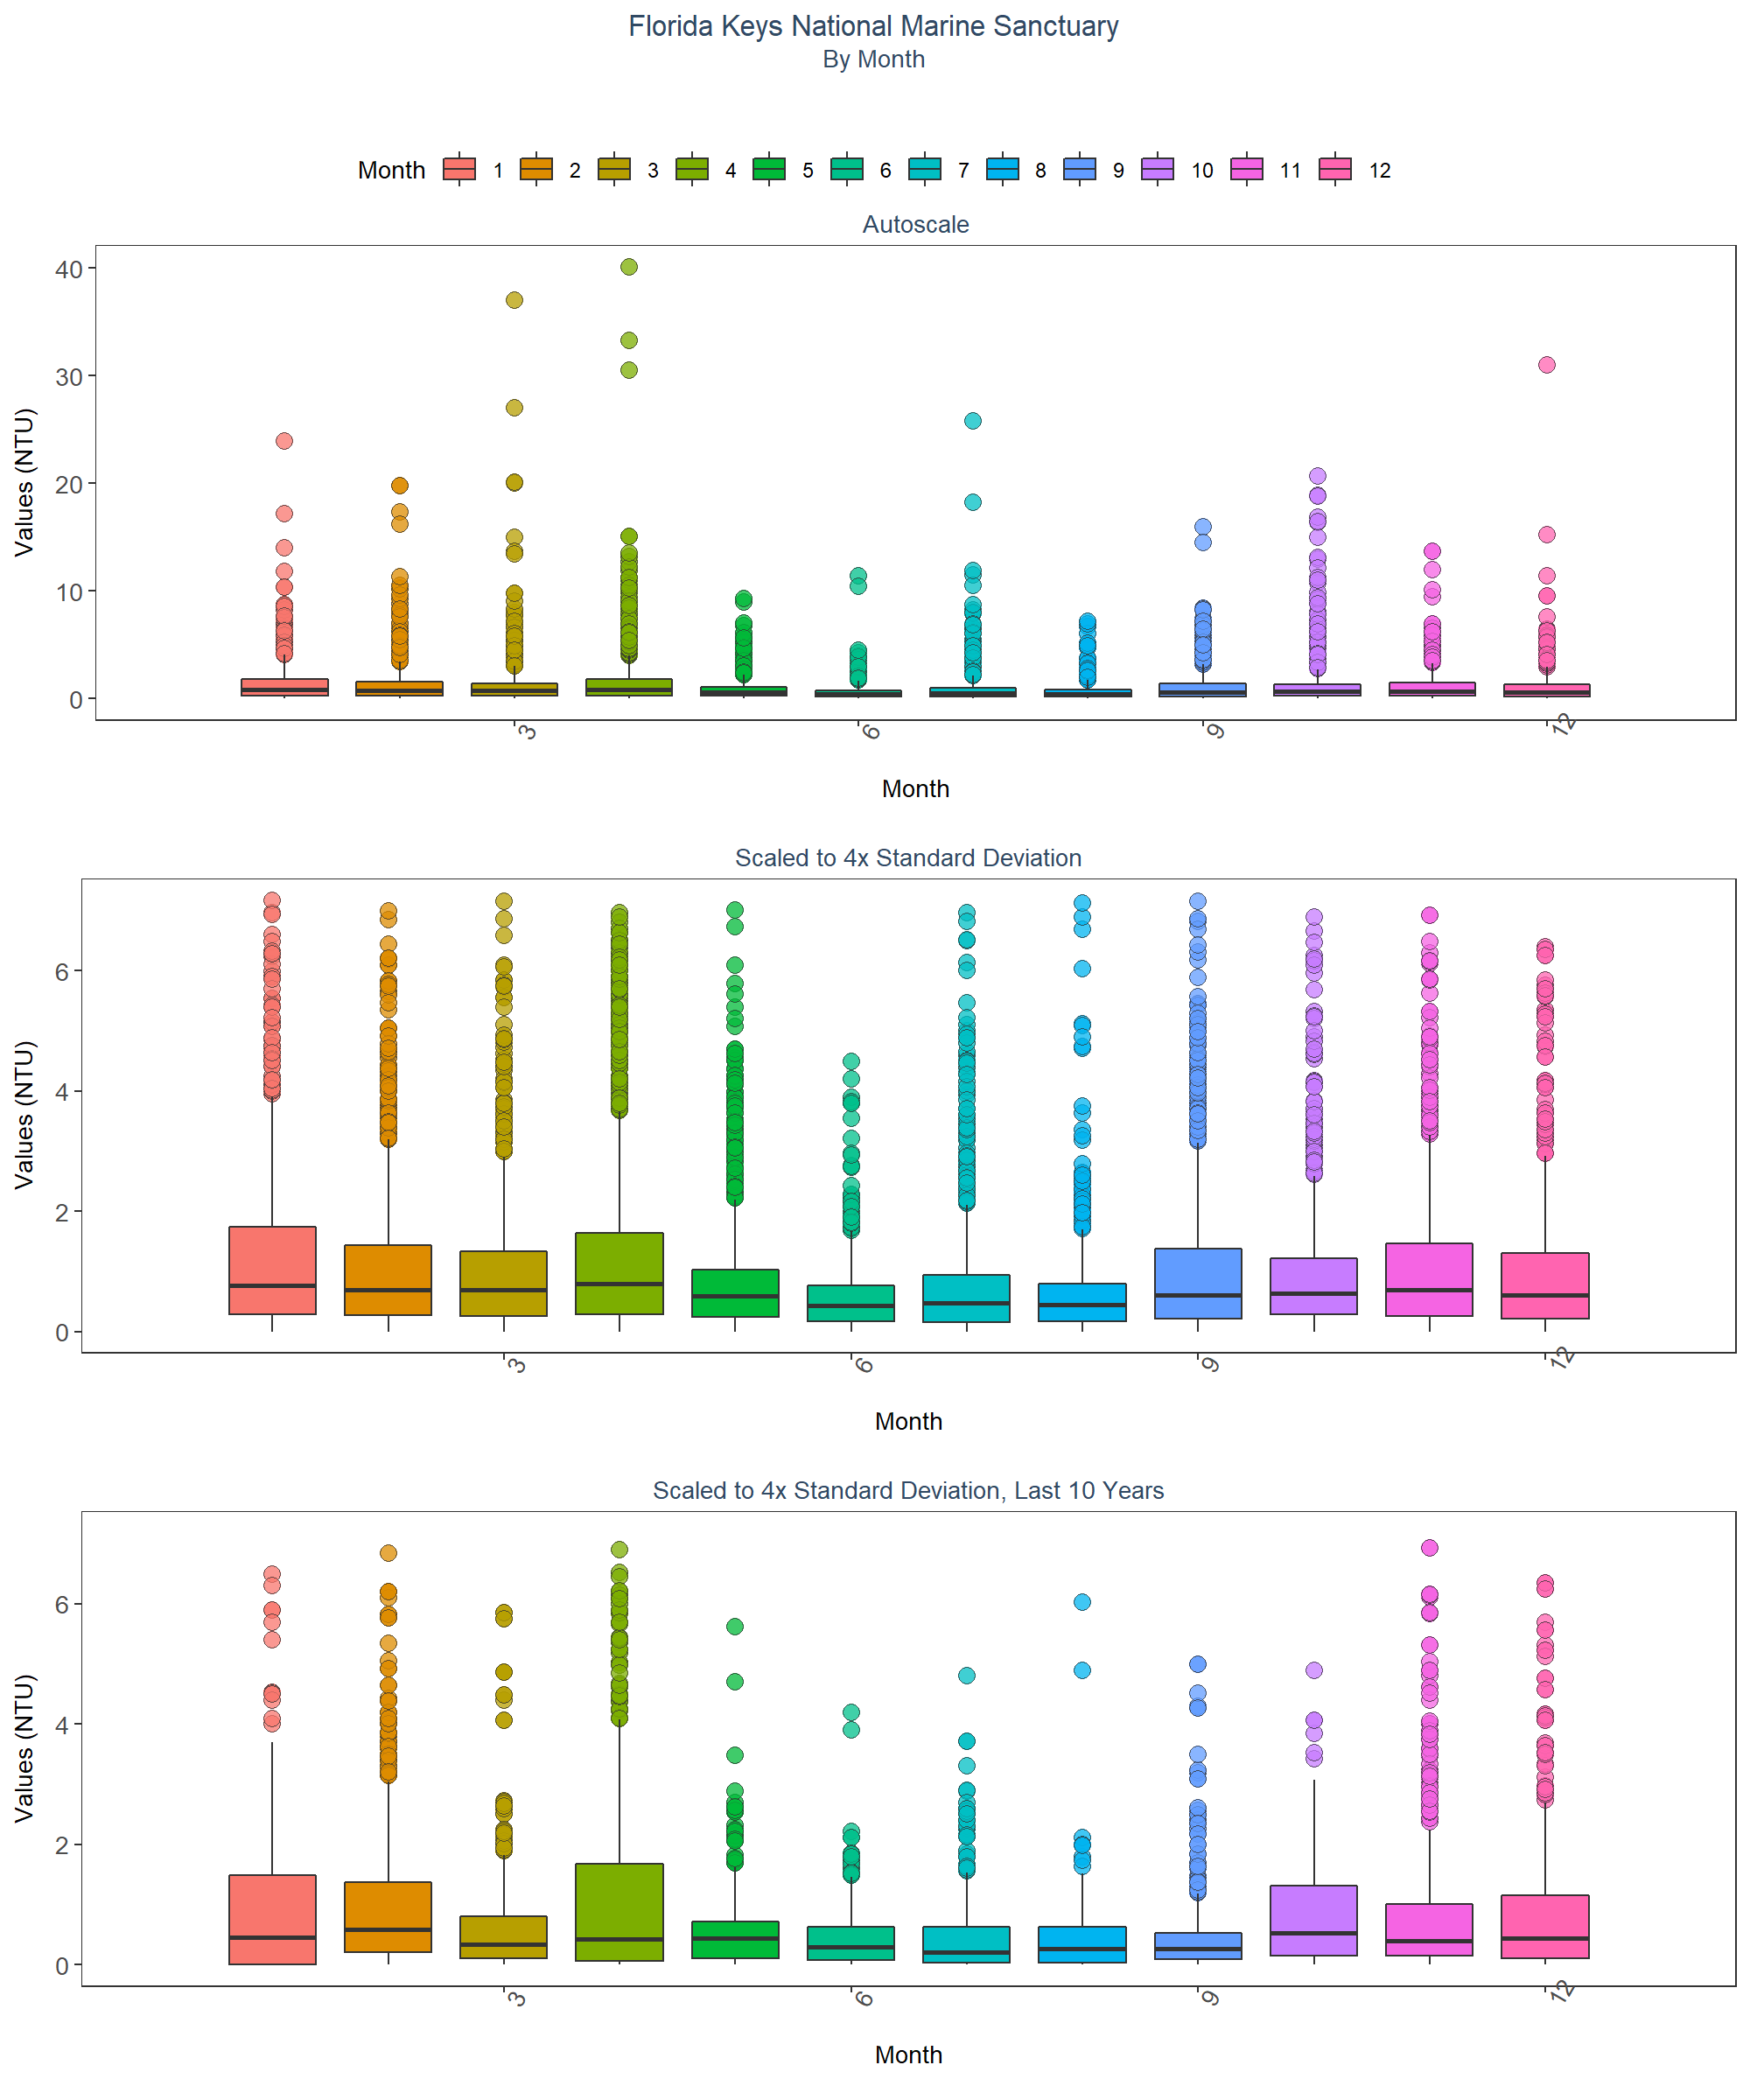 Florida Keys National Marine Sanctuary
By Month
Month 1 2 3 4 5 6 7 8 9 10 11 12
Autoscale
Values (NTU)
40
30
20
10
0
3 6 9 12
Month
Scaled to 4x Standard Deviation
Values (NTU)
6
4
2
0
3 6 9 12
Month
Scaled to 4x Standard Deviation, Last 10 Years
Values (NTU)
6
4
2
0
3 6 9 12
Month